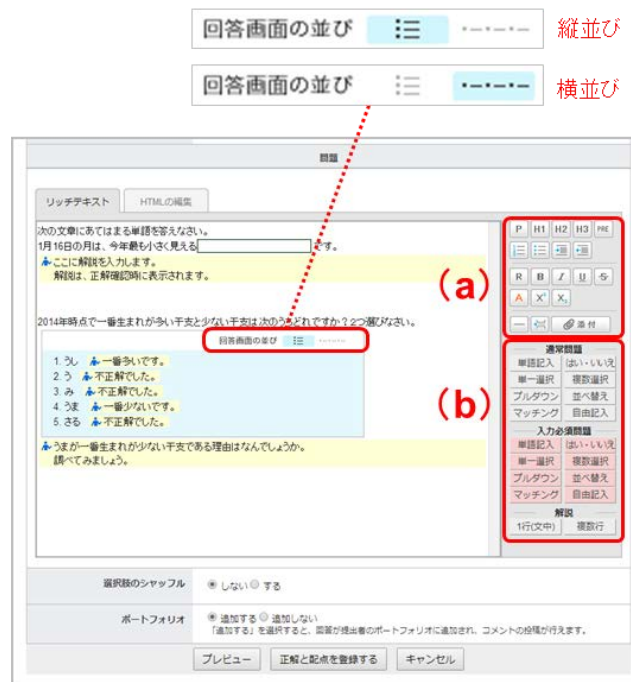 回答画面の並び 縦並び
回答画面の並び 横並び
問題
リッチテキスト HTMLの編集
次の文章にあてはまる単語を答えなさい。
1月16日の月は、今年最も小さく見える です。
ここに解説を入力します。
解説は、正解確認時に表示されます。
2014年時点で一番生まれが多い干支と少ない干支は次のうちどれですか？2つ選びなさい。
回答画面の並び
1. うし 一番多いです。
2. う 不正解でした。
3. み 不正解でした。
4. うま 一番少ないです。
5. さる 不正解でした。
うまが一番生まれが少ない干支である理由はなんでしょうか。
調べてみましょう。
(a)
P H1 H2 H3 PRE
R B I U S
A X² X₂
添付
(b)
通常問題
単語記入 はい・いいえ
単一選択 複数選択
プルダウン 並べ替え
マッチング 自由記入
入力必須問題
単語記入 はい・いいえ
単一選択 複数選択
プルダウン 並べ替え
マッチング 自由記入
解説
1行(文中) 複数行
選択肢のシャッフル しない する
ポートフォリオ 追加する 追加しない
「追加する」を選択すると、回答が提出者のポートフォリオに追加され、コメントの投稿が行えます。
プレビュー 正解と配点を登録する キャンセル